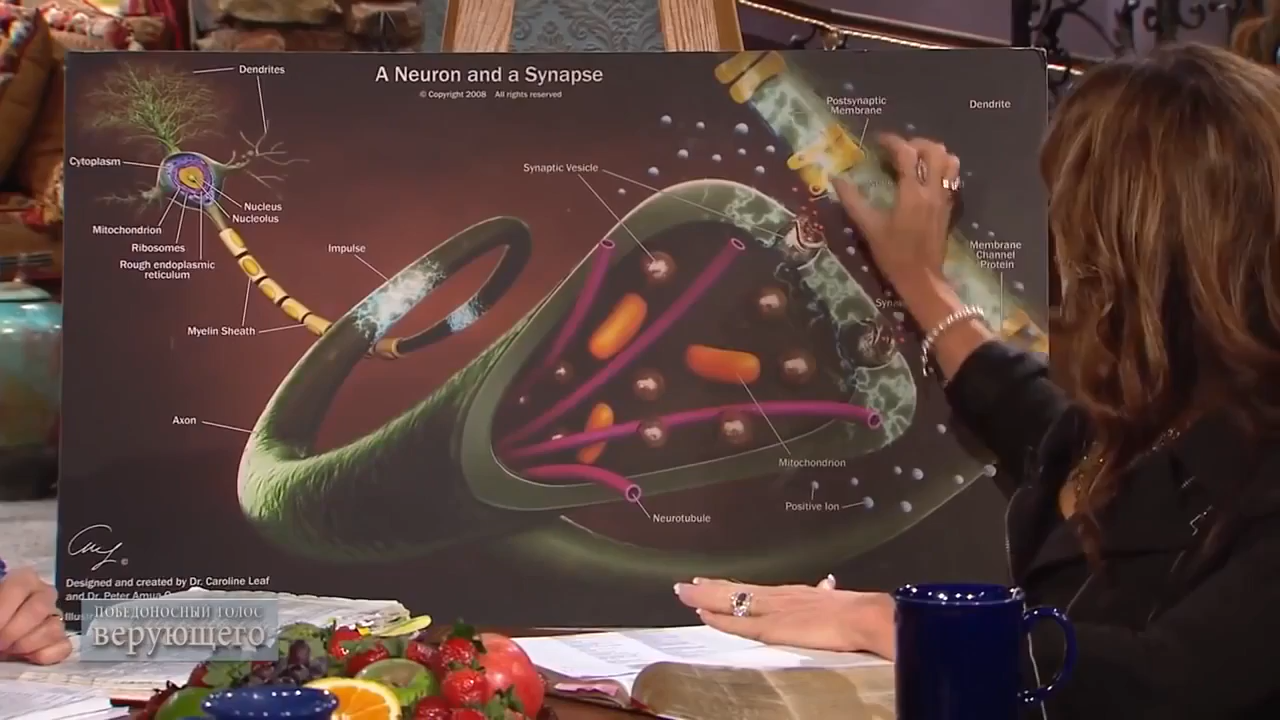 A Neuron and a Synapse
© Copyright 2008 All rights reserved
Dendrites
Cytoplasm
Nucleus
Nucleolus
Mitochondrion
Ribosomes
Rough endoplasmic
reticulum
Myelin Sheath
Impulse
Axon
Synaptic Vesicle
Postsynaptic
Membrane
Dendrite
Membrane
Channel
Protein
Mitochondrion
Positive Ion
Neurotubule
©
Designed and created by Dr. Caroline Leaf
and Dr. Peter
ПОБЕДОНОСНЫЙ ГОЛОС
верующего